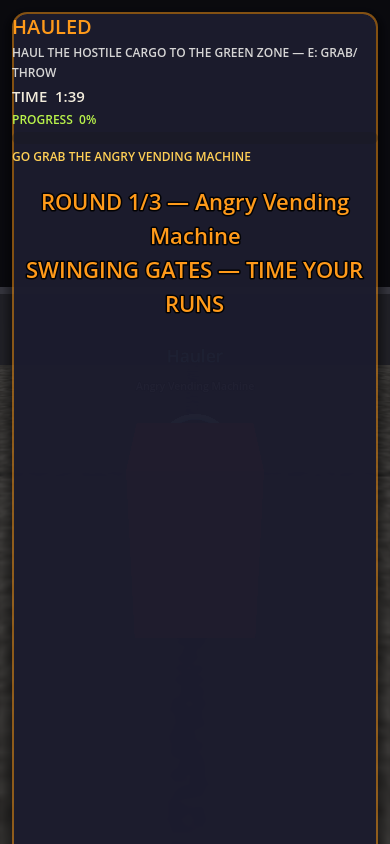 HAULED
HAUL THE HOSTILE CARGO TO THE GREEN ZONE — E: GRAB/
THROW
TIME 1:39
PROGRESS 0%
GO GRAB THE ANGRY VENDING MACHINE
ROUND 1/3 — Angry Vending
Machine
SWINGING GATES — TIME YOUR
RUNS
Hauler